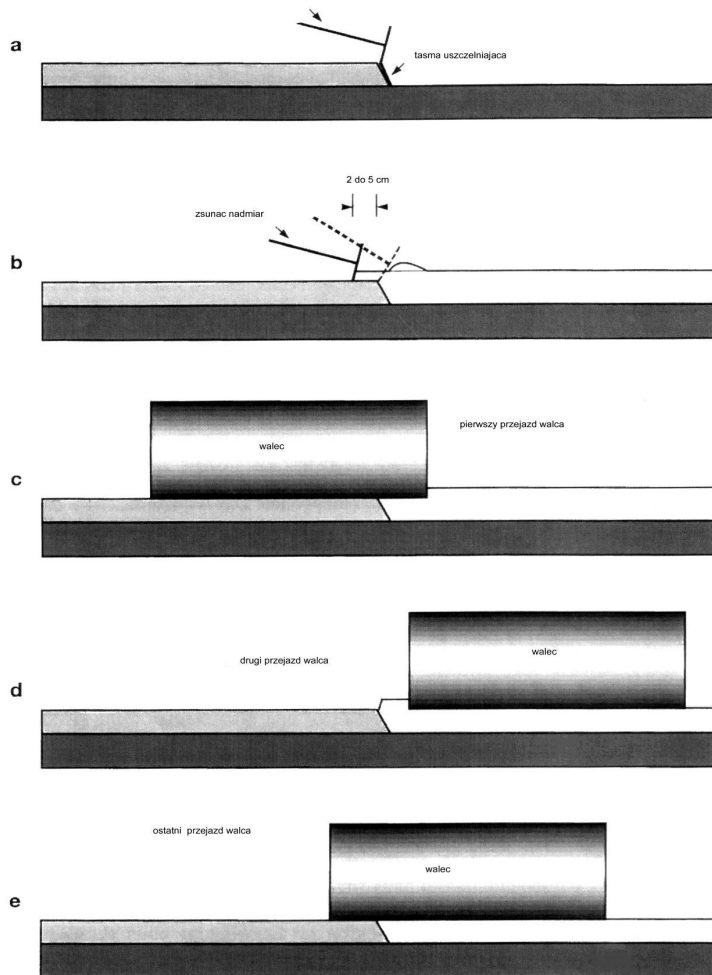 a
tasma uszczelniajaca
2 do 5 cm
zsunac nadmiar
b
pierwszy przejazd walca
walec
c
drugi przejazd walca
walec
d
ostatni przejazd walca
walec
e